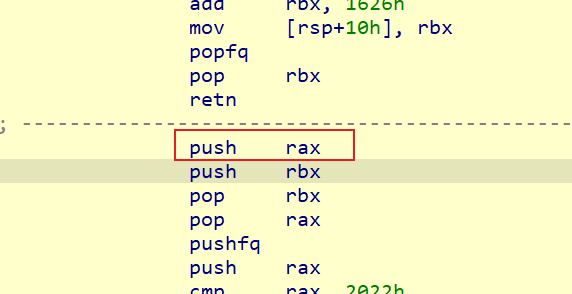 add rbx, 1626h
mov [rsp+10h], rbx
popfq
pop rbx
retn
; ---------------------------------------------------
push rax
push rbx
pop rbx
pop rax
pushfq
push rax
cmp rax, 2022h